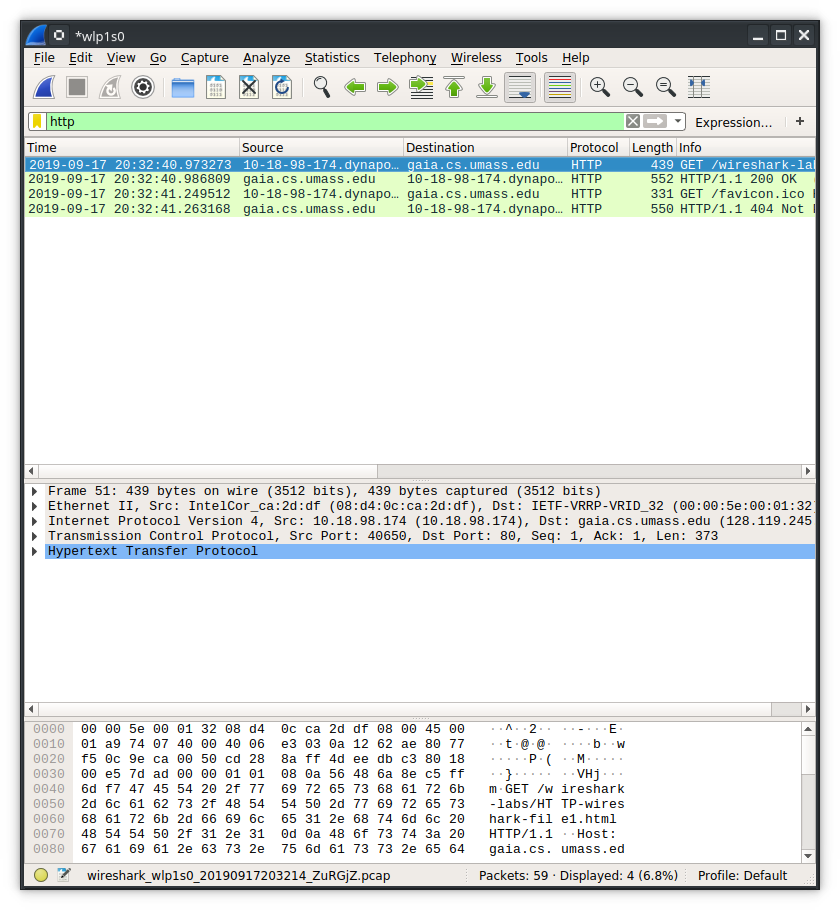 *wlp1s0
File Edit View Go Capture Analyze Statistics Telephony Wireless Tools Help
http Expression... +
Time Source Destination Protocol Length Info
2019-09-17 20:32:40.973273 10-18-98-174.dynapo… gaia.cs.umass.edu HTTP 439 GET /wireshark-lab
2019-09-17 20:32:40.986809 gaia.cs.umass.edu 10-18-98-174.dynapo… HTTP 552 HTTP/1.1 200 OK
2019-09-17 20:32:41.249512 10-18-98-174.dynapo… gaia.cs.umass.edu HTTP 331 GET /favicon.ico
2019-09-17 20:32:41.263168 gaia.cs.umass.edu 10-18-98-174.dynapo… HTTP 550 HTTP/1.1 404 Not
Frame 51: 439 bytes on wire (3512 bits), 439 bytes captured (3512 bits)
Ethernet II, Src: IntelCor_ca:2d:df (08:d4:0c:ca:2d:df), Dst: IETF-VRRP-VRID_32 (00:00:5e:00:01:32
Internet Protocol Version 4, Src: 10.18.98.174 (10.18.98.174), Dst: gaia.cs.umass.edu (128.119.245
Transmission Control Protocol, Src Port: 40650, Dst Port: 80, Seq: 1, Ack: 1, Len: 373
Hypertext Transfer Protocol
0000 00 00 5e 00 01 32 08 d4 0c ca 2d df 08 00 45 00 ··^··2·· ··-···E·
0010 01 a9 74 07 40 00 40 06 e3 03 0a 12 62 ae 80 77 ··t·@·@· ····b··w
0020 f5 0c 9e ca 00 50 cd 28 8a ff 4d ee db c3 80 18 ·····P·( ··M·····
0030 00 e5 7d ad 00 00 01 01 08 0a 56 48 6a 8e c5 ff ··}····· ··VHj···
0040 6d f7 47 45 54 20 2f 77 69 72 65 73 68 61 72 6b m·GET /w ireshark
0050 2d 6c 61 62 73 2f 48 54 54 50 2d 77 69 72 65 73 -labs/HT TP-wires
0060 68 61 72 6b 2d 66 69 6c 65 31 2e 68 74 6d 6c 20 hark-fil e1.html
0070 48 54 54 50 2f 31 2e 31 0d 0a 48 6f 73 74 3a 20 HTTP/1.1 ··Host:
0080 67 61 69 61 2e 63 73 2e 75 6d 61 73 73 2e 65 64 gaia.cs. umass.ed
wireshark_wlp1s0_20190917203214_ZuRGjZ.pcap Packets: 59 · Displayed: 4 (6.8%) Profile: Default